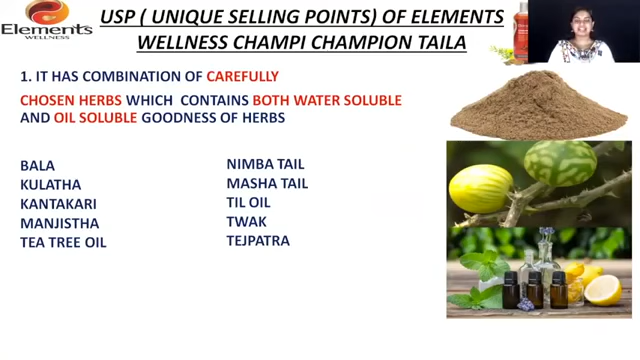 Elements
WELLNESS
USP ( UNIQUE SELLING POINTS) OF ELEMENTS
WELLNESS CHAMPI CHAMPION TAILA
1. IT HAS COMBINATION OF CAREFULLY
CHOSEN HERBS WHICH CONTAINS BOTH WATER SOLUBLE
AND OIL SOLUBLE GOODNESS OF HERBS
BALA
KULATHA
KANTAKARI
MANJISTHA
TEA TREE OIL
NIMBA TAIL
MASHA TAIL
TIL OIL
TWAK
TEJPATRA